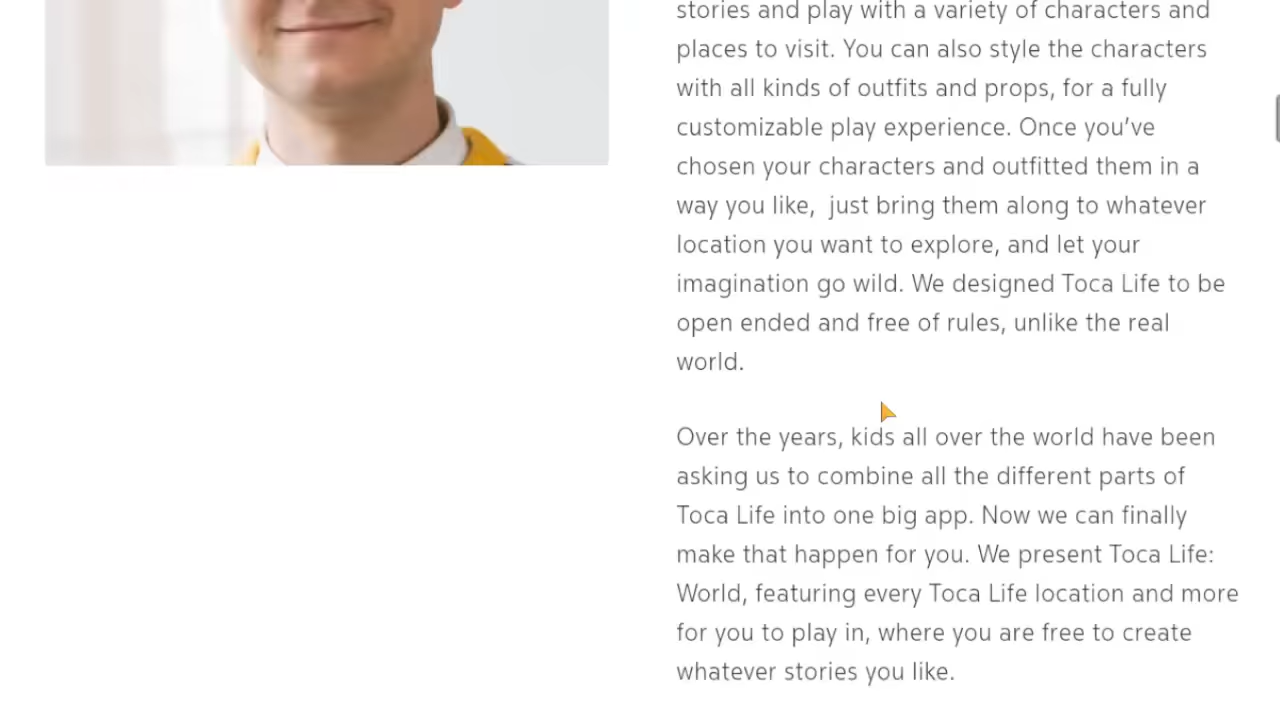 stories and play with a variety of characters and
places to visit. You can also style the characters
with all kinds of outfits and props, for a fully
customizable play experience. Once you’ve
chosen your characters and outfitted them in a
way you like,  just bring them along to whatever
location you want to explore, and let your
imagination go wild. We designed Toca Life to be
open ended and free of rules, unlike the real
world.
Over the years, kids all over the world have been
asking us to combine all the different parts of
Toca Life into one big app. Now we can finally
make that happen for you. We present Toca Life:
World, featuring every Toca Life location and more
for you to play in, where you are free to create
whatever stories you like.